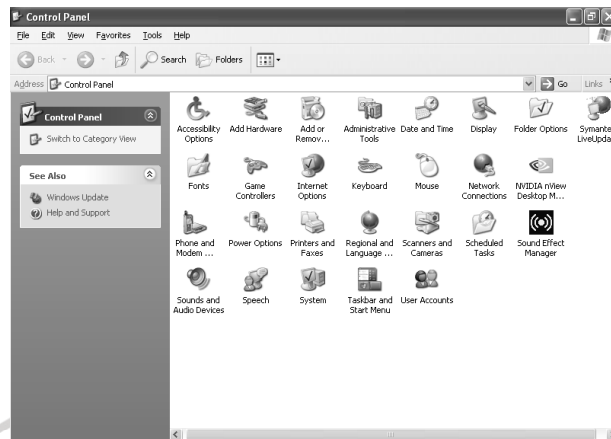 Control Panel
File Edit View Favorites Tools Help
Back Search Folders
Address Control Panel Go Links
Control Panel
Switch to Category View
See Also
Windows Update
Help and Support
Accessibility Options
Add Hardware
Add or Remov...
Administrative Tools
Date and Time
Display
Folder Options
Symante LiveUpda
Fonts
Game Controllers
Internet Options
Keyboard
Mouse
Network Connections
NVIDIA nView Desktop M...
Phone and Modem ...
Power Options
Printers and Faxes
Regional and Language ...
Scanners and Cameras
Scheduled Tasks
Sound Effect Manager
Sounds and Audio Devices
Speech
System
Taskbar and Start Menu
User Accounts